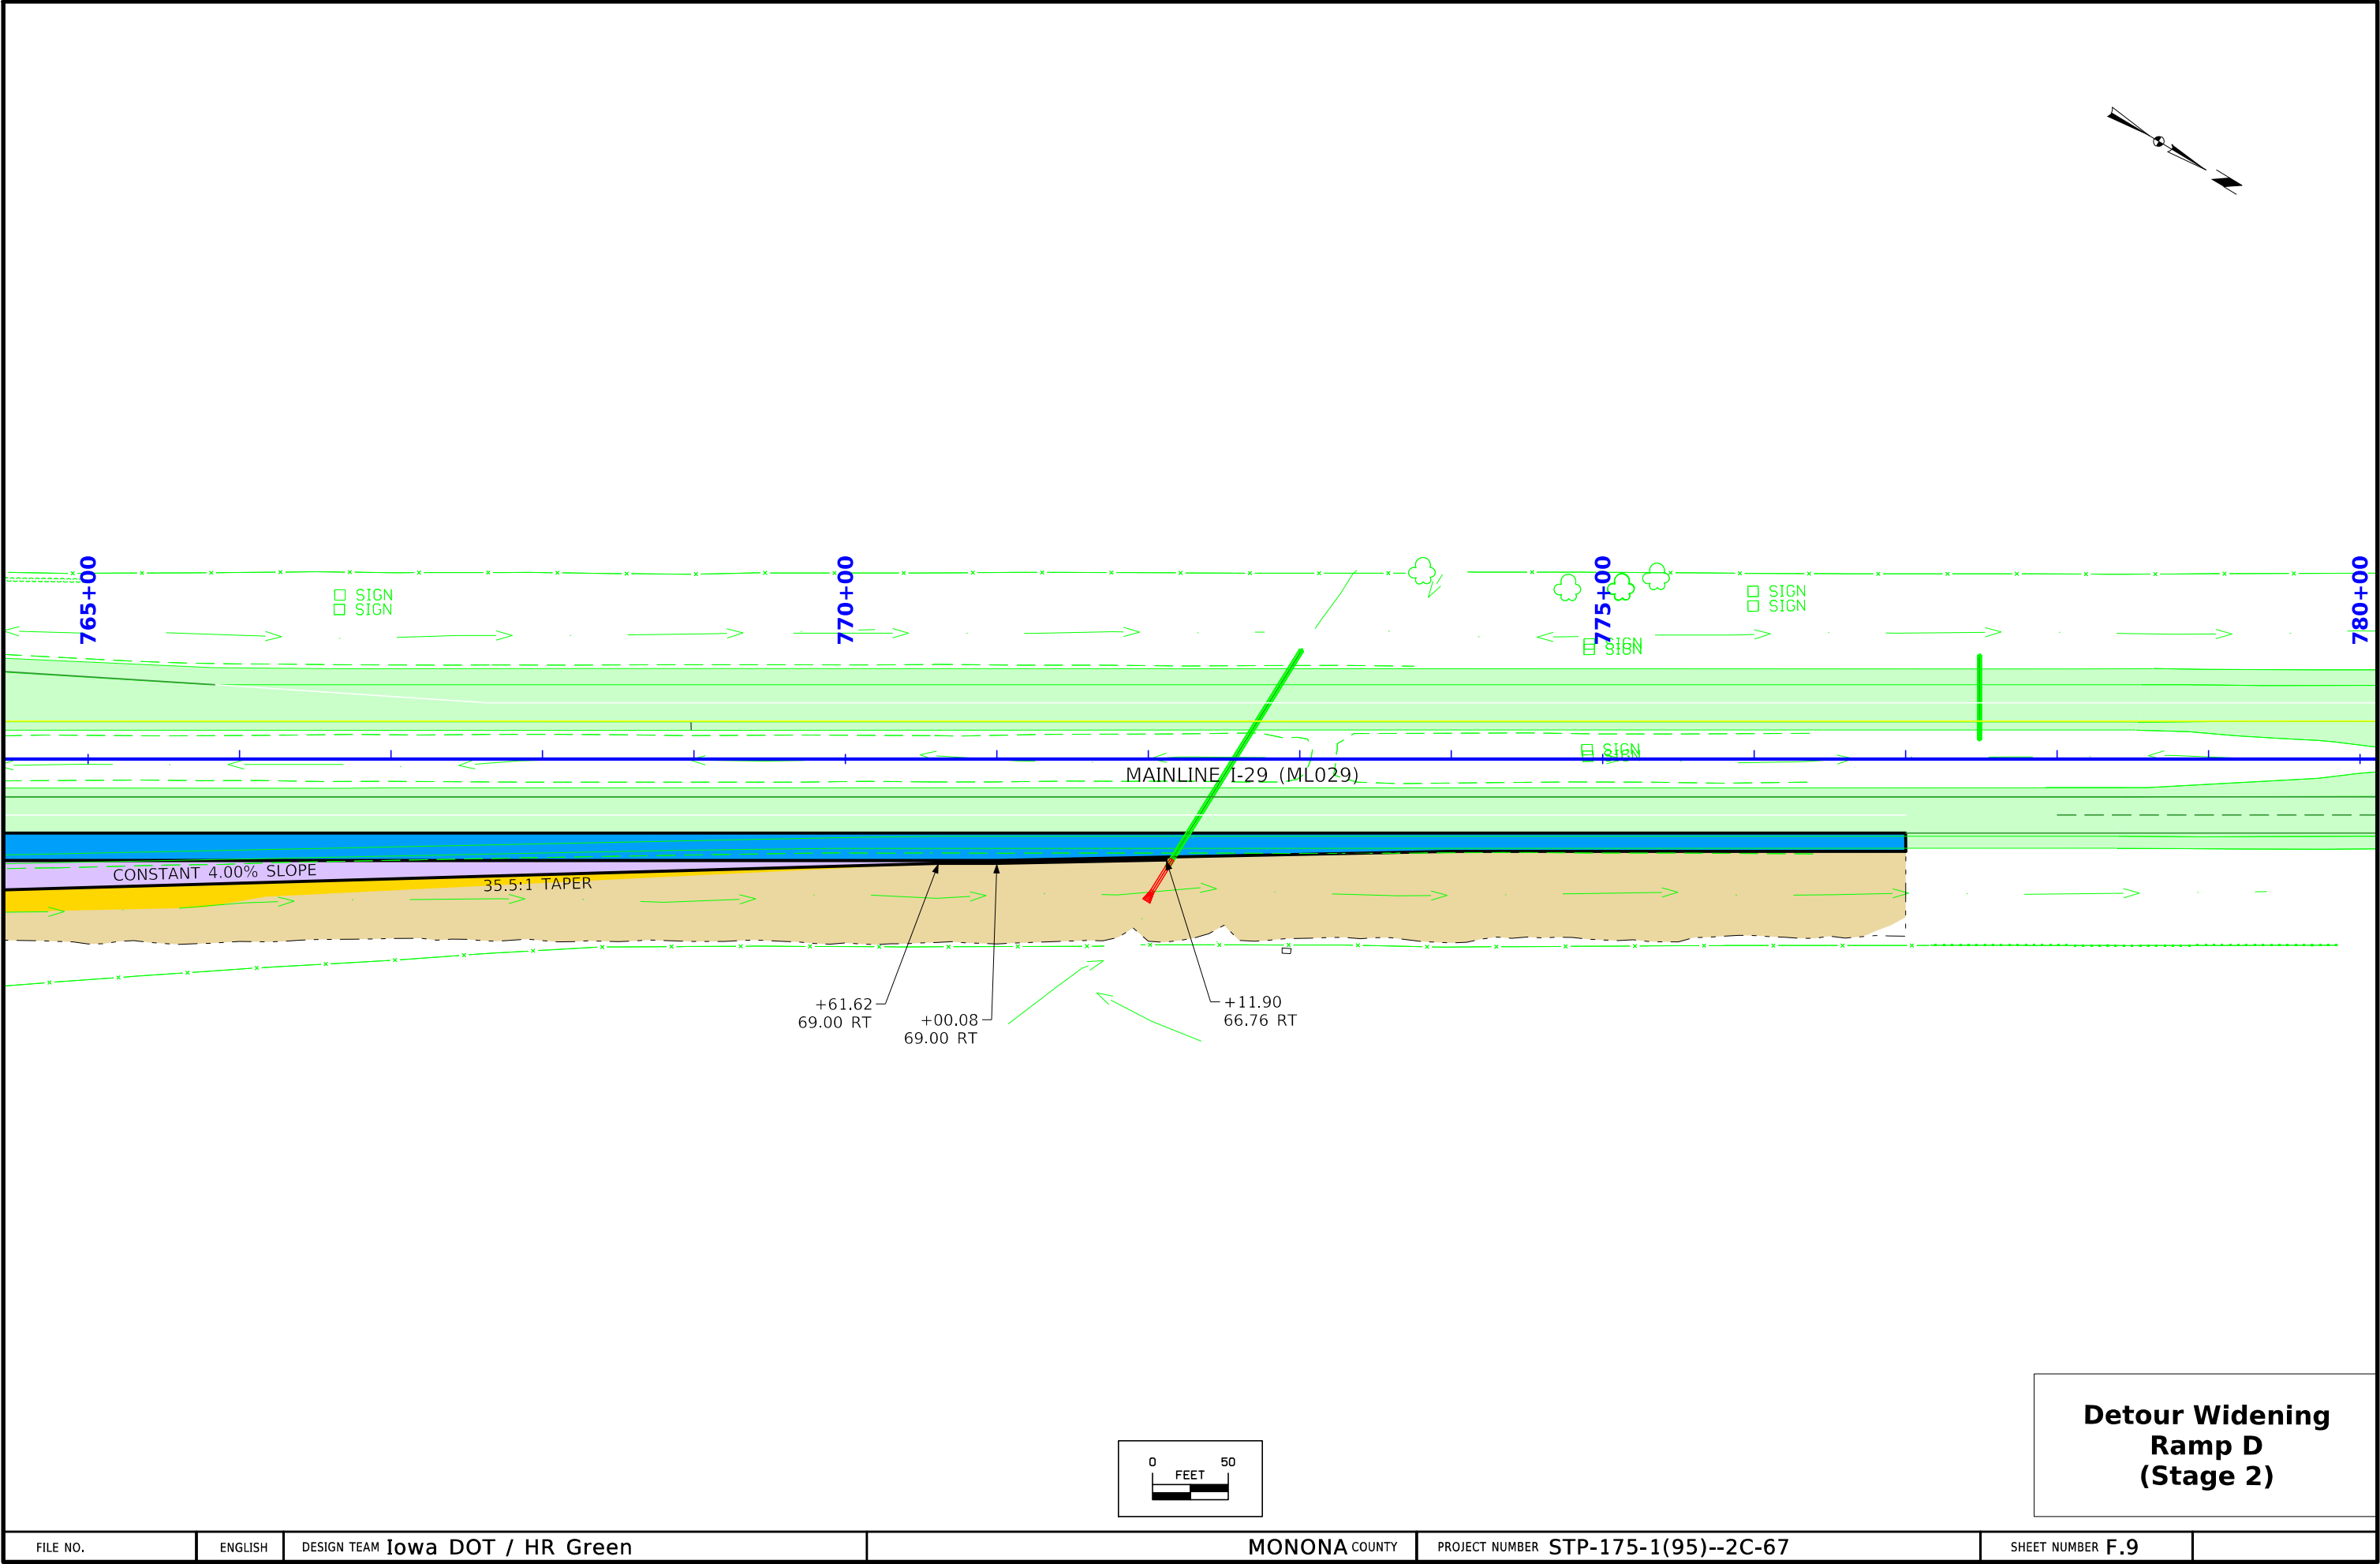 765+00
770+00
775+00
780+00
SIGN
SIGN
SIGN
SIGN
SIGN
SIGN
SIGN
SIGN
MAINLINE I-29 (ML029)
CONSTANT 4.00% SLOPE
35.5:1 TAPER
+61.62
69.00 RT
+00.08
69.00 RT
+11.90
66.76 RT
N
Detour Widening
Ramp D
(Stage 2)
0 50
FEET
FILE NO. ENGLISH DESIGN TEAM Iowa DOT / HR Green MONONA COUNTY PROJECT NUMBER STP-175-1(95)--2C-67 SHEET NUMBER F.9